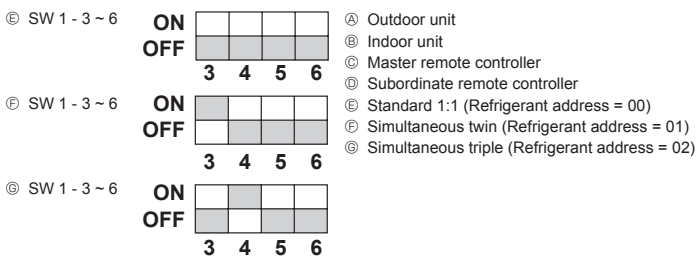 Ⓔ SW 1 - 3 ~ 6
ON
OFF
3 4 5 6
Ⓕ SW 1 - 3 ~ 6
ON
OFF
3 4 5 6
Ⓖ SW 1 - 3 ~ 6
ON
OFF
3 4 5 6
Ⓐ Outdoor unit
Ⓑ Indoor unit
Ⓒ Master remote controller
Ⓓ Subordinate remote controller
Ⓔ Standard 1:1 (Refrigerant address = 00)
Ⓕ Simultaneous twin (Refrigerant address = 01)
Ⓖ Simultaneous triple (Refrigerant address = 02)